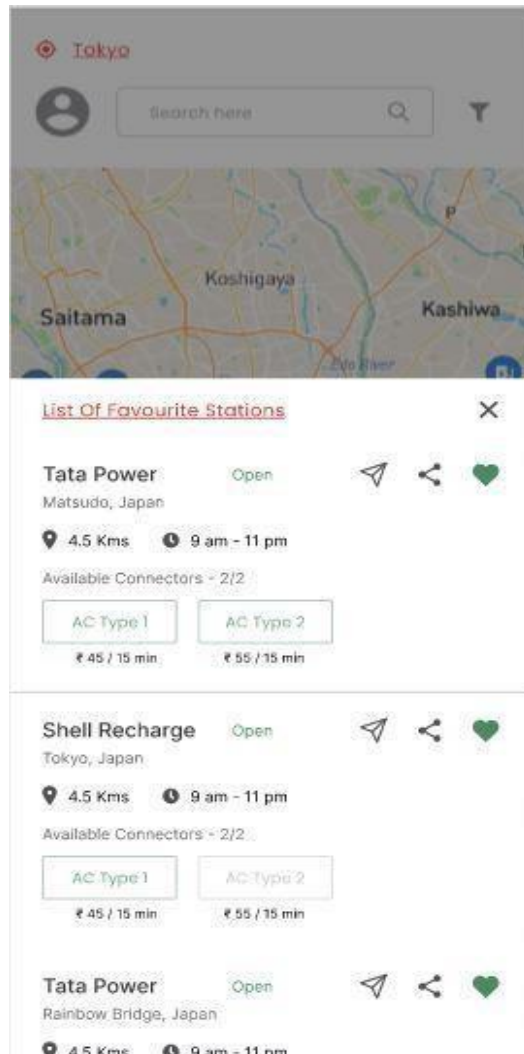 Tokyo
Search here
P
Koshigaya
Saitama
Kashiwa
Edo River
List Of Favourite Stations
Tata Power Open
Matsudo, Japan
4.5 Kms 9 am - 11 pm
Available Connectors - 2/2
AC Type 1 AC Type 2
₹ 45 / 15 min ₹ 55 / 15 min
Shell Recharge Open
Tokyo, Japan
4.5 Kms 9 am - 11 pm
Available Connectors - 2/2
AC Type 1 AC Type 2
₹ 45 / 15 min ₹ 55 / 15 min
Tata Power Open
Rainbow Bridge, Japan
4.5 Kms 9 am - 11 pm